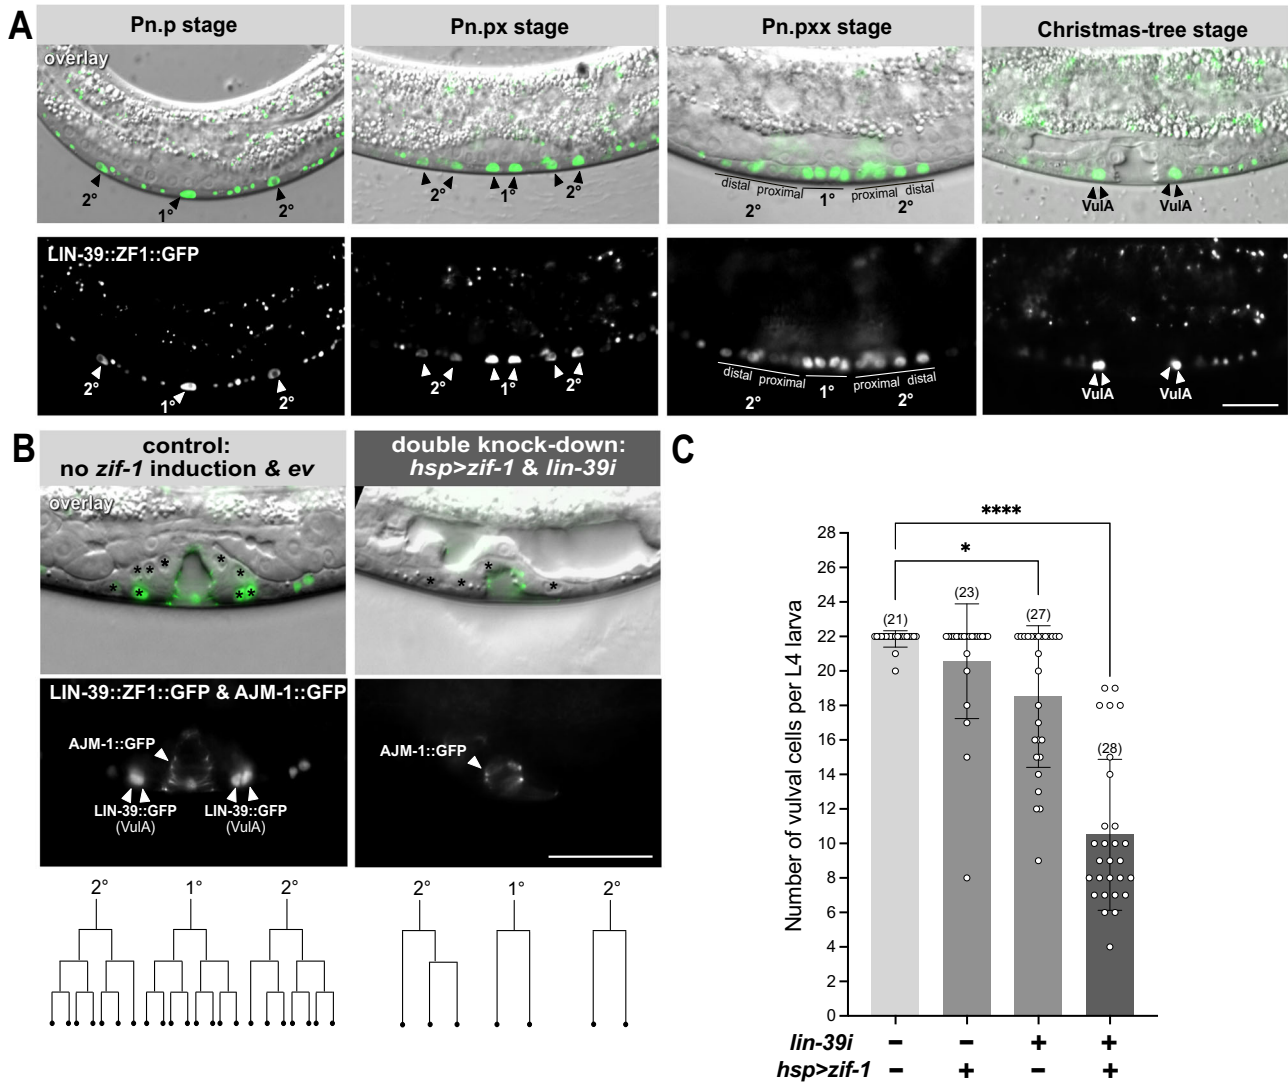 A
Pn.p stage
Pn.px stage
Pn.pxx stage
Christmas-tree stage
overlay
2°
1°
2°
2°
1°
2°
distal
proximal
1°
proximal
distal
2°
2°
VulA
VulA
LIN-39::ZF1::GFP
2°
1°
2°
2°
1°
2°
distal
proximal
1°
proximal
distal
2°
2°
VulA
VulA
B
control:
no zif-1 induction & ev
double knock-down:
hsp>zif-1 & lin-39i
overlay
* * * * * * * * *
* * * * *
LIN-39::ZF1::GFP & AJM-1::GFP
AJM-1::GFP
LIN-39::GFP
(VulA)
LIN-39::GFP
(VulA)
AJM-1::GFP
2° 1° 2°
2° 1° 2°
C
****
*
(21)
(23)
(27)
(28)
Number of vulval cells per L4 larva
28
26
24
22
20
18
16
14
12
10
8
6
4
2
0
lin-39i − − + +
hsp>zif-1 − + − +